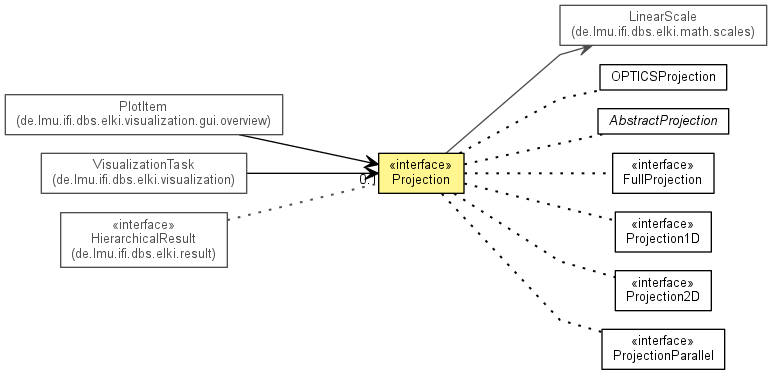 LinearScale
(de.lmu.ifi.dbs.elki.math.scales)
OPTICSProjection
PlotItem
(de.lmu.ifi.dbs.elki.visualization.gui.overview)
AbstractProjection
VisualizationTask
(de.lmu.ifi.dbs.elki.visualization)
0..1
«interface»
Projection
«interface»
FullProjection
«interface»
HierarchicalResult
(de.lmu.ifi.dbs.elki.result)
«interface»
Projection1D
«interface»
Projection2D
«interface»
ProjectionParallel